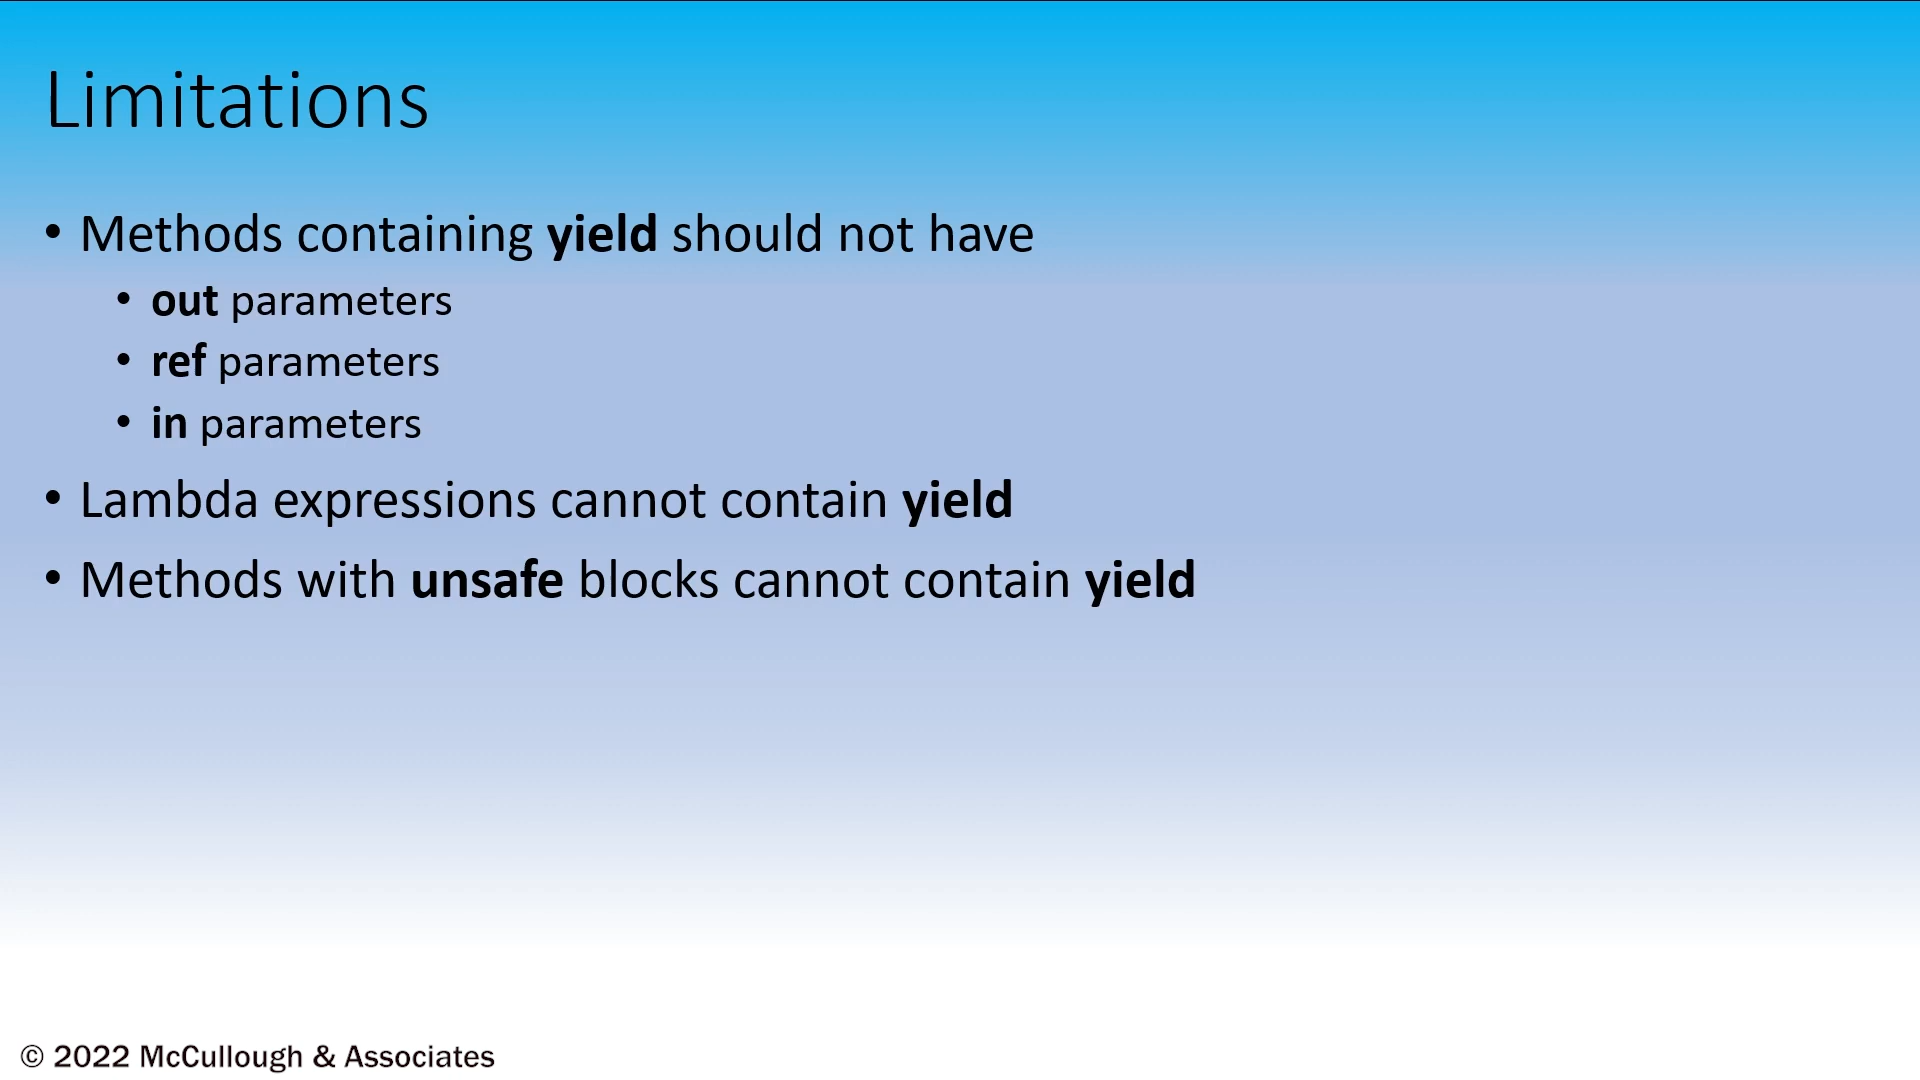 Limitations
• Methods containing yield should not have
• out parameters
• ref parameters
• in parameters
• Lambda expressions cannot contain yield
• Methods with unsafe blocks cannot contain yield
© 2022 McCullough & Associates